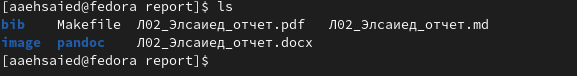 [aaehsaied@fedora report]$ ls
bib    Makefile  Л02_Элсаиед_отчет.pdf   Л02_Элсаиед_отчет.md
image  pandoc    Л02_Элсаиед_отчет.docx
[aaehsaied@fedora report]$